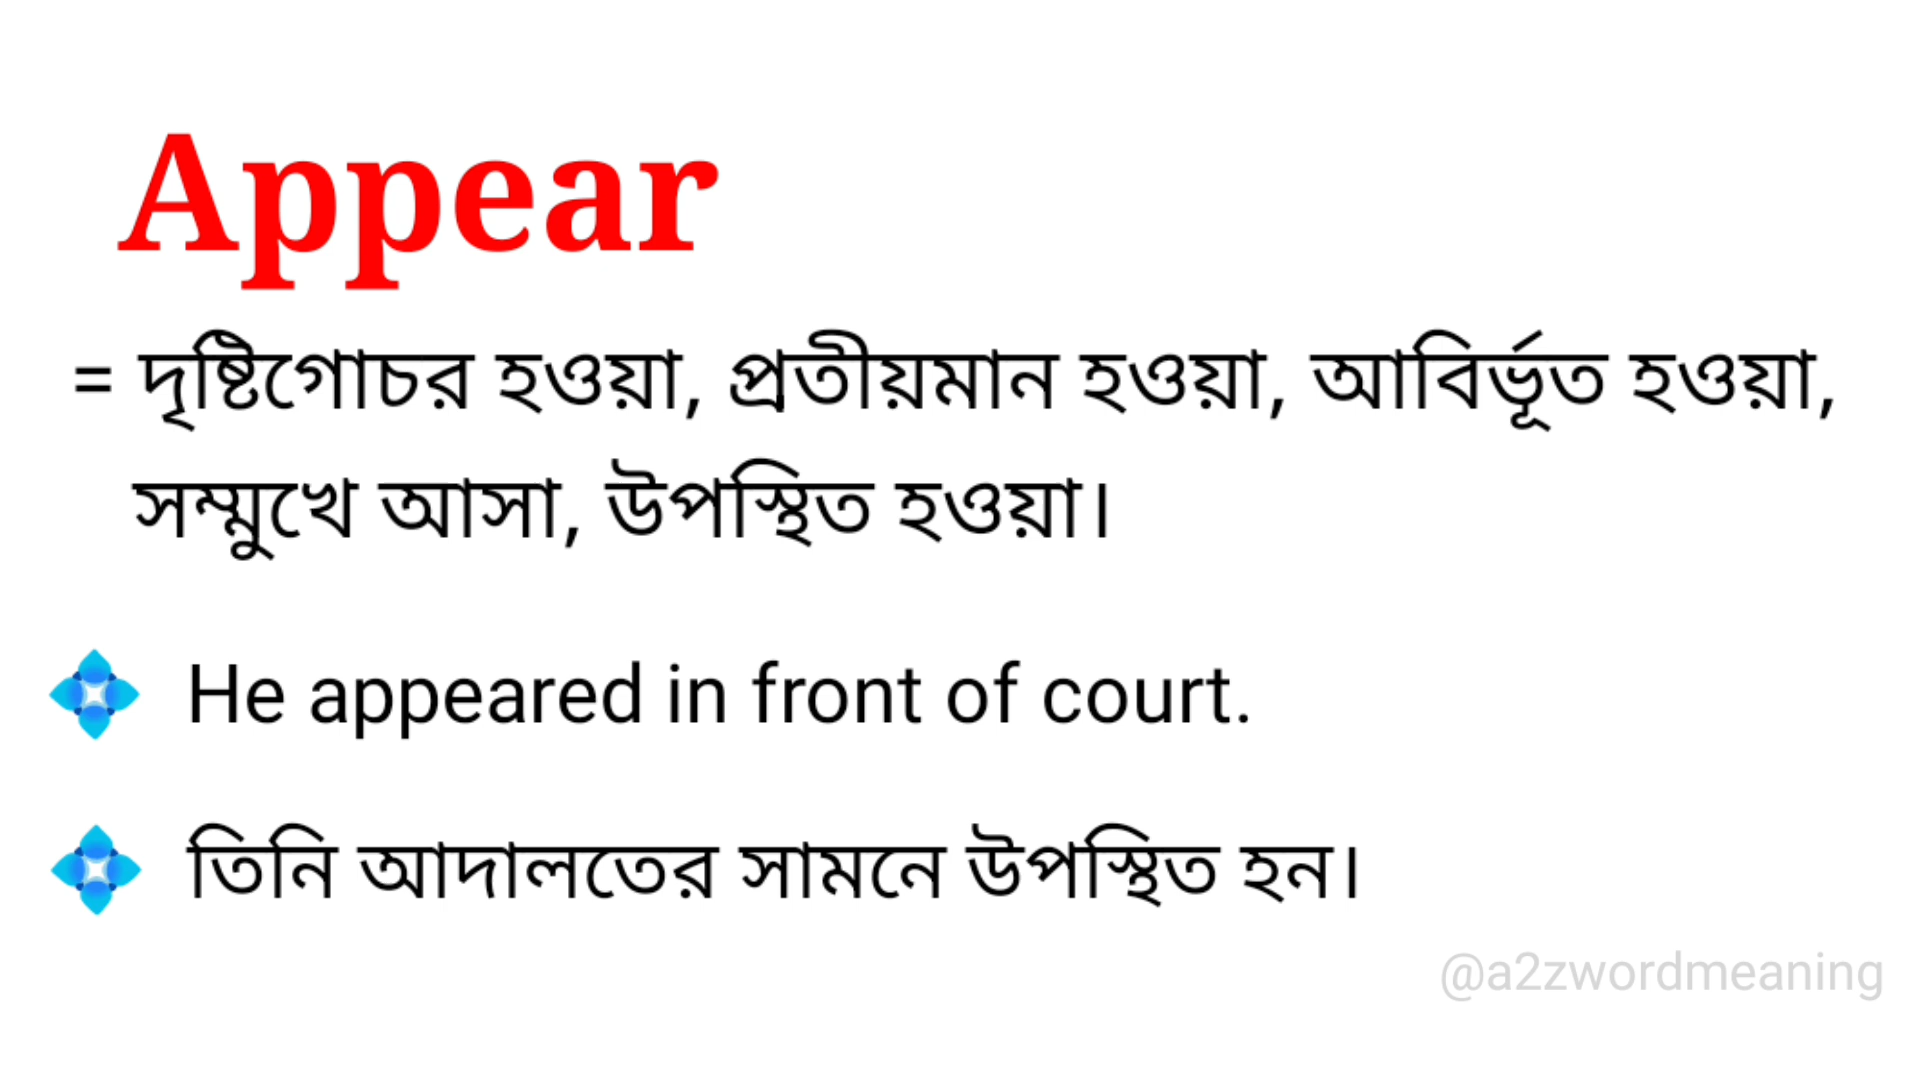 Appear
= দৃষ্টিগোচর হওয়া, প্রতীয়মান হওয়া, আবির্ভূত হওয়া,
সম্মুখে আসা, উপস্থিত হওয়া।
He appeared in front of court.
তিনি আদালতের সামনে উপস্থিত হন।
@a2zwordmeaning